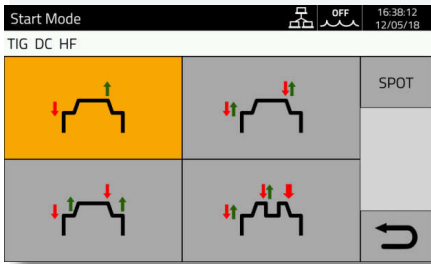 Start Mode
OFF
16:38:12
12/05/18
TIG DC HF
SPOT